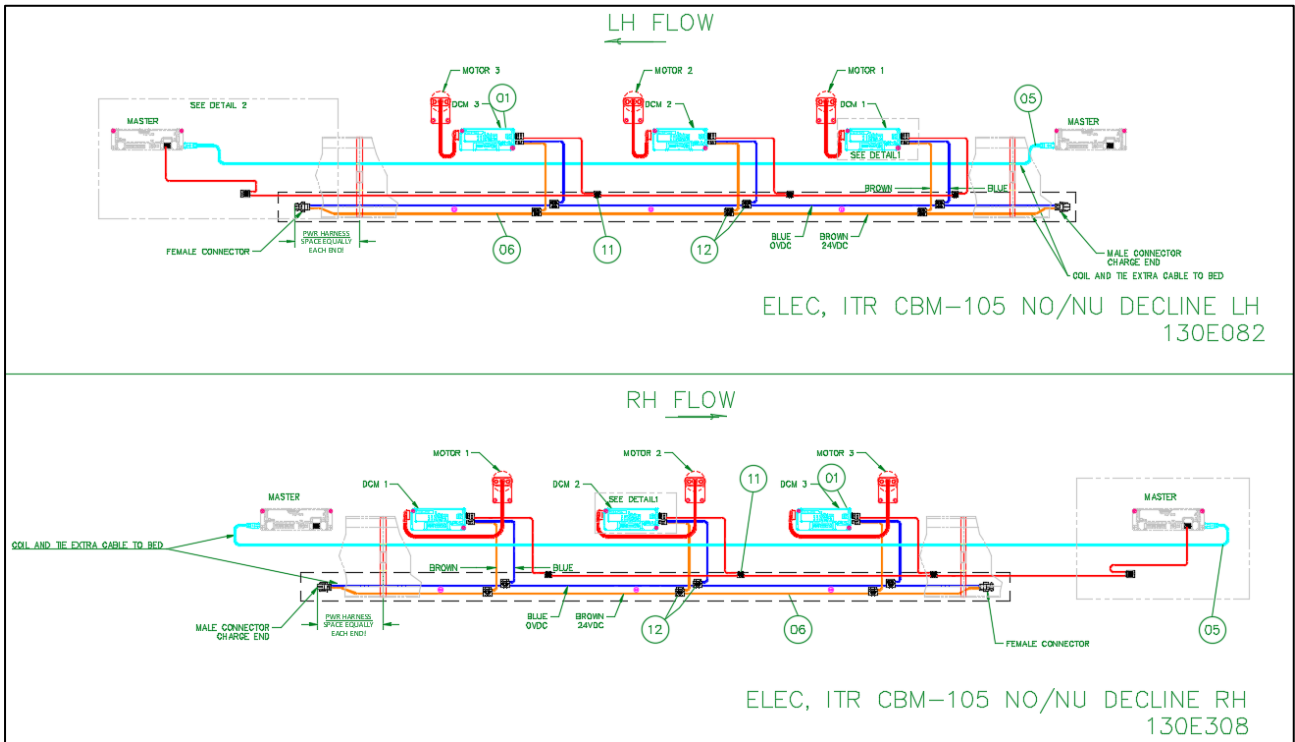 LH FLOW
MOTOR 3
MOTOR 2
MOTOR 1
SEE DETAIL 2
DCM 3
01
DCM 2
DCM 1
05
MASTER
MASTER
SEE DETAIL1
BROWN
BLUE
FEMALE CONNECTOR
PWR HARNESS
SPACE EQUALLY
EACH END!
06
11
12
BLUE
0VDC
BROWN
24VDC
MALE CONNECTOR
CHARGE END
COIL AND TIE EXTRA CABLE TO BED
ELEC, ITR CBM-105 NO/NU DECLINE LH
130E082
RH FLOW
MOTOR 1
MOTOR 2
MOTOR 3
DCM 1
DCM 2
SEE DETAIL1
11
DCM 3
01
MASTER
MASTER
COIL AND TIE EXTRA CABLE TO BED
BROWN
BLUE
MALE CONNECTOR
CHARGE END
PWR HARNESS
SPACE EQUALLY
EACH END!
BLUE
0VDC
BROWN
24VDC
12
06
05
FEMALE CONNECTOR
ELEC, ITR CBM-105 NO/NU DECLINE RH
130E308